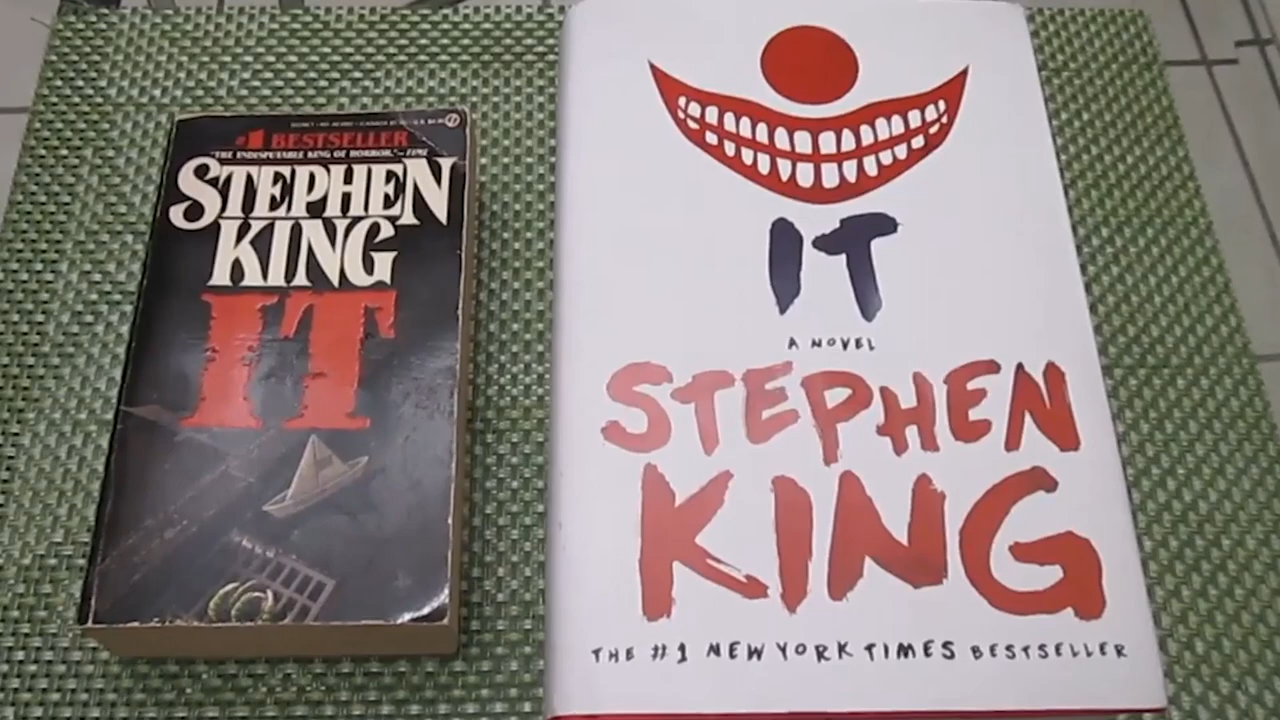 #1 BESTSELLER
"THE INDISPUTABLE KING OF HORROR."—TIME
STEPHEN
KING
IT
IT
A NOVEL
STEPHEN
KING
THE #1 NEW YORK TIMES BESTSELLER